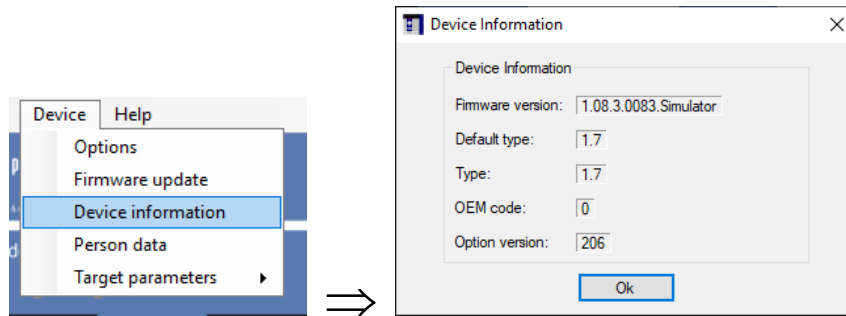 Device Help
Options
Firmware update
Device information
Person data
Target parameters
⇒
Device Information
Device Information
Firmware version: 1.08.3.0083.Simulator
Default type: 1.7
Type: 1.7
OEM code: 0
Option version: 206
Ok